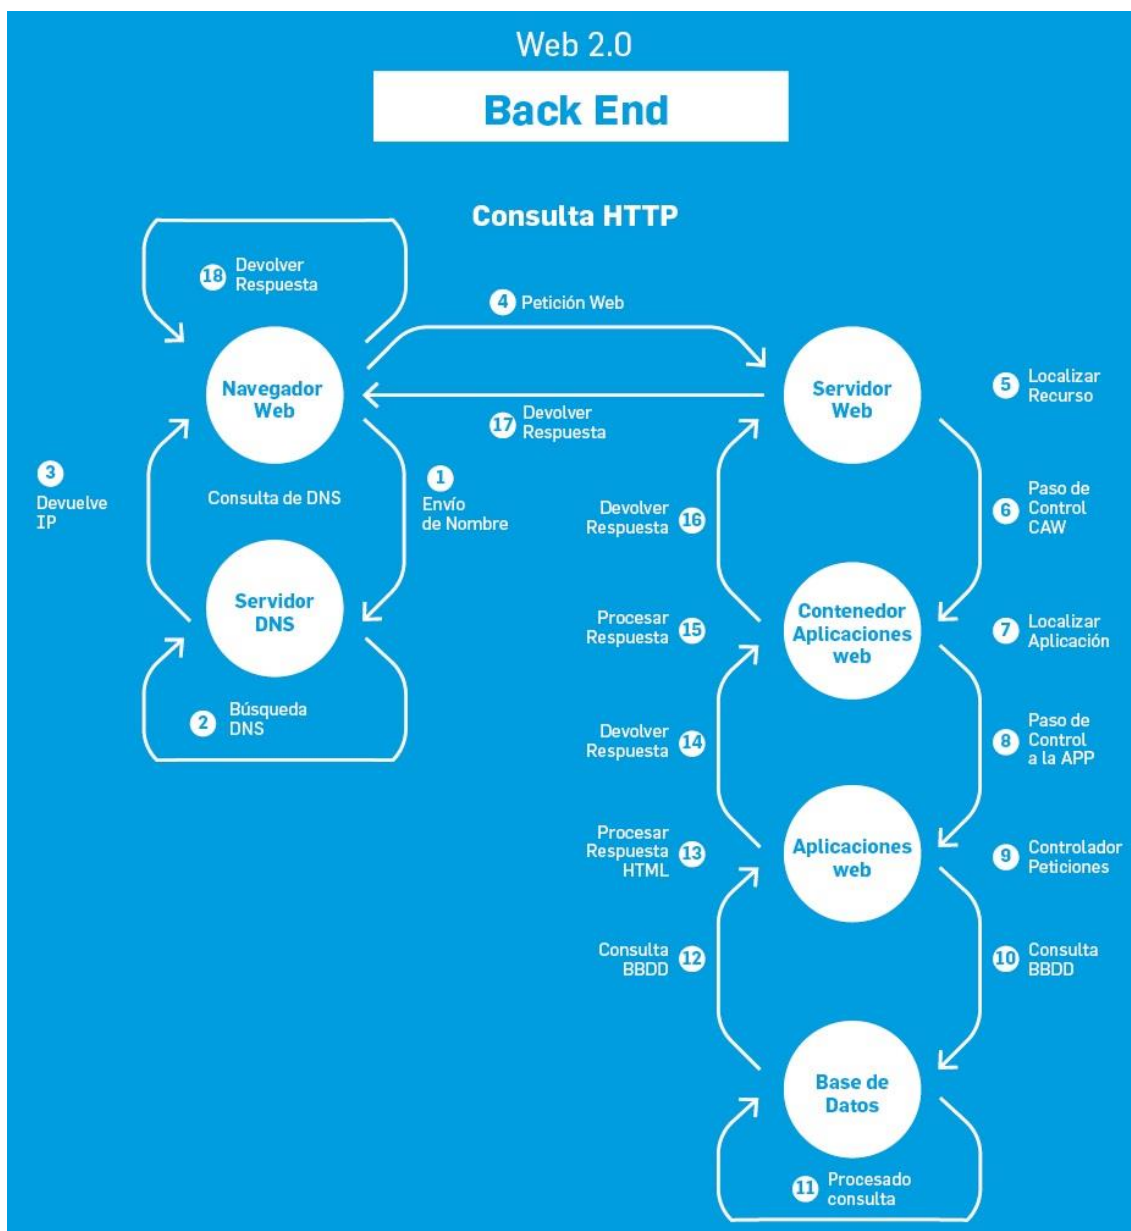 Web 2.0
Back End
Consulta HTTP
18 Devolver
Respuesta
4 Petición Web
Navegador
Web
Servidor
Web
5 Localizar
Recurso
17 Devolver
Respuesta
3
Devuelve
IP
Consulta de DNS
1
Envío
de Nombre
Devolver
Respuesta 16
6 Paso de
Control
CAW
Servidor
DNS
Contenedor
Aplicaciones
web
Procesar
Respuesta 15
7 Localizar
Aplicación
2 Búsqueda
DNS
Devolver
Respuesta 14
8 Paso de
Control
a la APP
Procesar
Respuesta 13
HTML
Aplicaciones
web
9 Controlador
Peticiones
Consulta
BBDD 12
10 Consulta
BBDD
Base de
Datos
11 Procesado
consulta